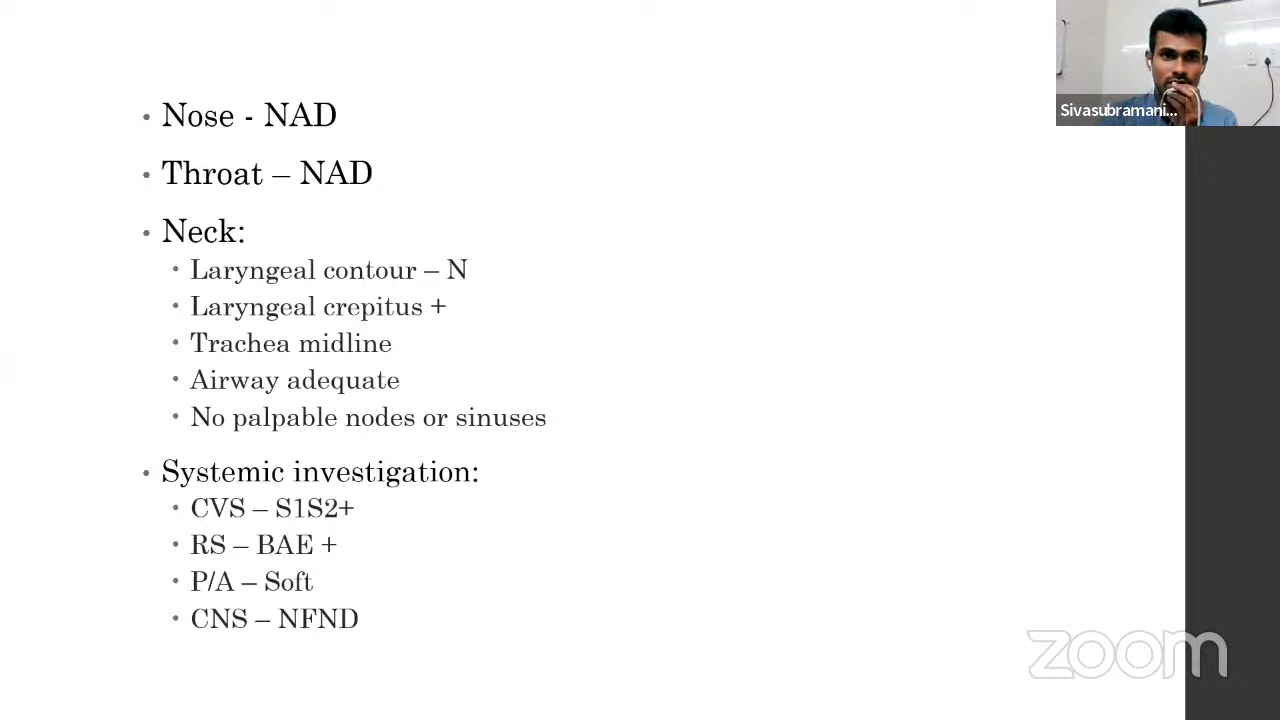 Sivasubramani...
• Nose - NAD
• Throat – NAD
• Neck:
• Laryngeal contour – N
• Laryngeal crepitus +
• Trachea midline
• Airway adequate
• No palpable nodes or sinuses
• Systemic investigation:
• CVS – S1S2+
• RS – BAE +
• P/A – Soft
• CNS – NFND
zoom